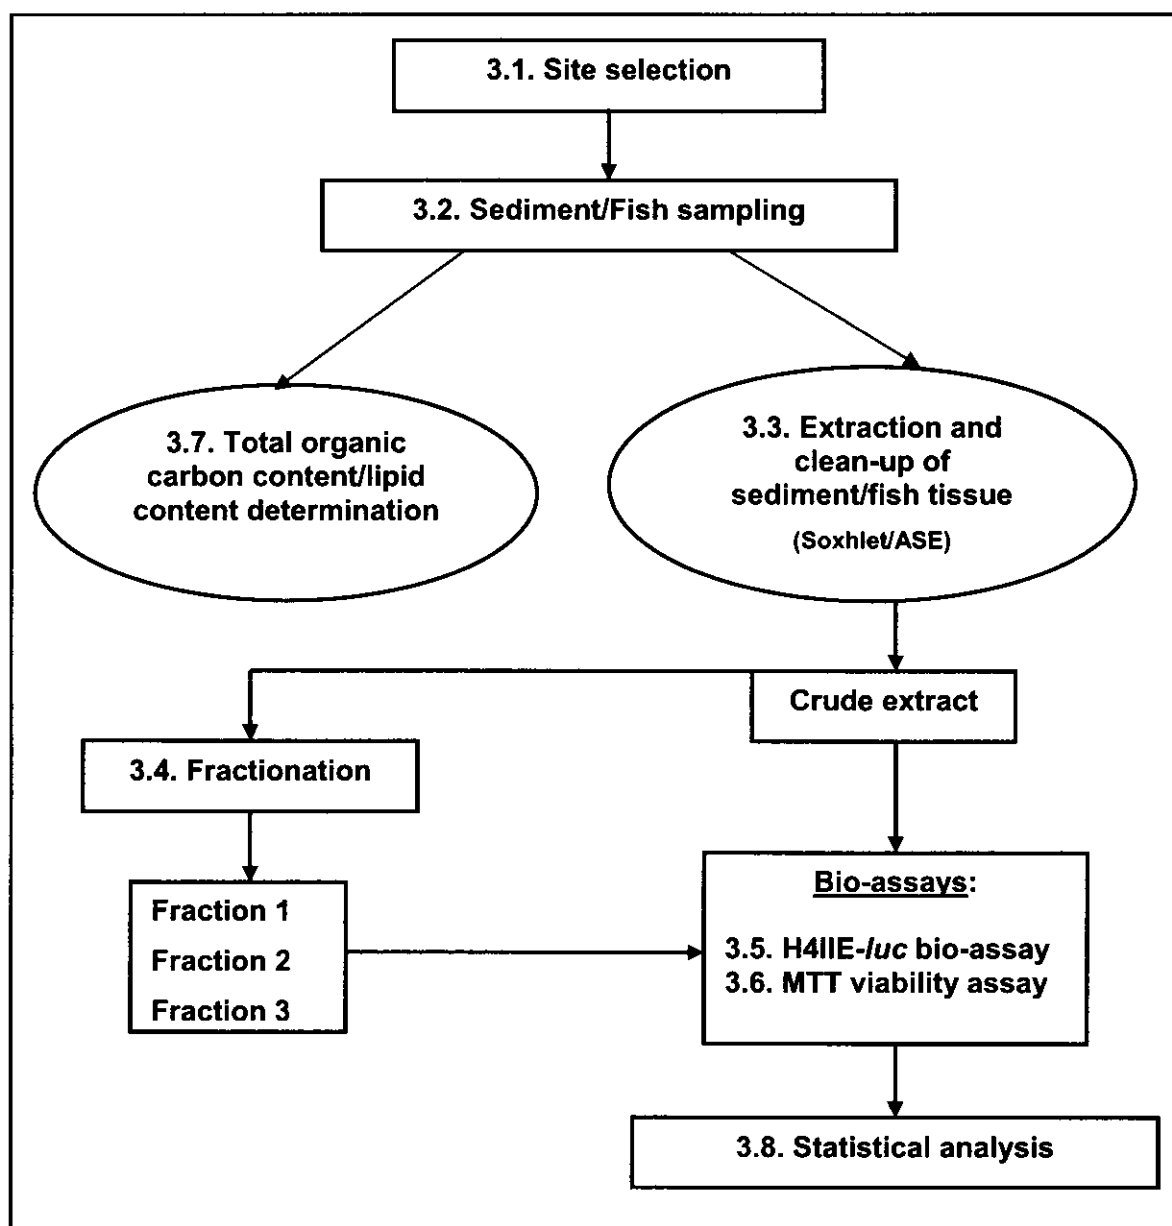 3.1. Site selection
3.2. Sediment/Fish sampling
3.7. Total organic
carbon content/lipid
content determination
3.3. Extraction and
clean-up of
sediment/fish tissue
(Soxhlet/ASE)
Crude extract
3.4. Fractionation
Fraction 1
Fraction 2
Fraction 3
Bio-assays:
3.5. H4IIE-luc bio-assay
3.6. MTT viability assay
3.8. Statistical analysis